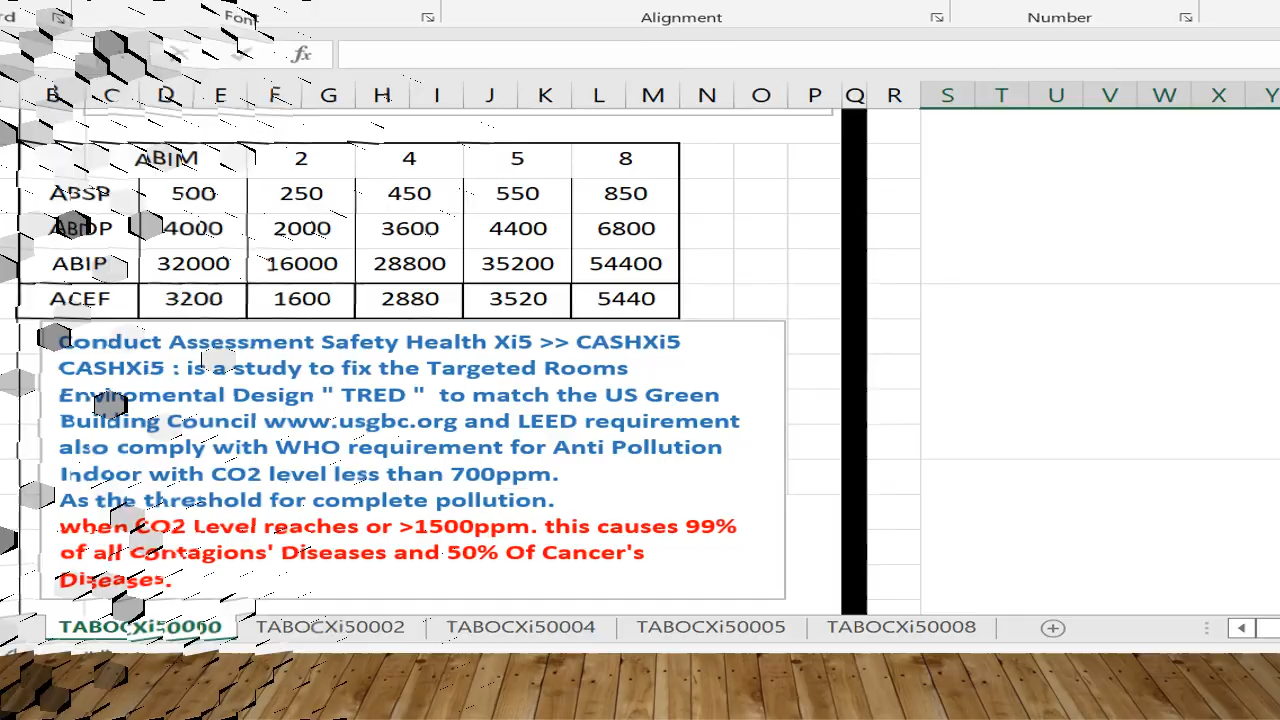 Font Alignment Number
fx
B C D E F G H I J K L M N O P Q R S T U V W X Y
ABIM 2 4 5 8
ABSP 500 250 450 550 850
ABDP 4000 2000 3600 4400 6800
ABIP 32000 16000 28800 35200 54400
ACEF 3200 1600 2880 3520 5440
Conduct Assessment Safety Health Xi5 >> CASHXi5
CASHXi5 : is a study to fix the Targeted Rooms
Enviromental Design " TRED " to match the US Green
Building Council www.usgbc.org and LEED requirement
also comply with WHO requirement for Anti Pollution
Indoor with CO2 level less than 700ppm.
As the threshold for complete pollution.
when CO2 Level reaches or >1500ppm. this causes 99%
of all Contagions' Diseases and 50% Of Cancer's
Diseases.
TABOCXi50000 TABOCXi50002 TABOCXi50004 TABOCXi50005 TABOCXi50008